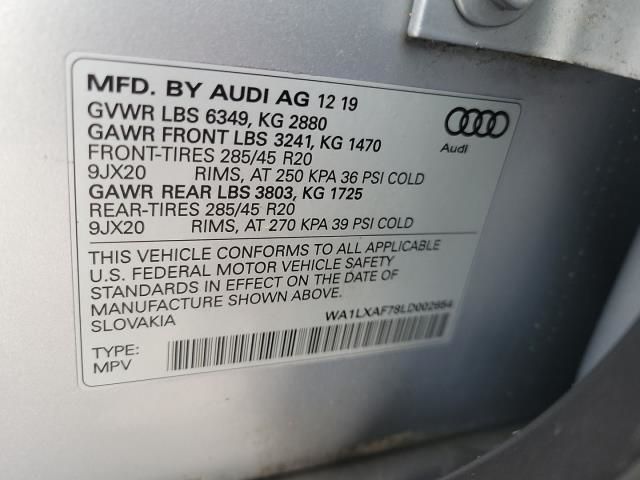 MFD. BY AUDI AG 12 19
GVWR LBS 6349, KG 2880
GAWR FRONT LBS 3241, KG 1470
FRONT-TIRES 285/45 R20
9JX20 RIMS, AT 250 KPA 36 PSI COLD
GAWR REAR LBS 3803, KG 1725
REAR-TIRES 285/45 R20
9JX20 RIMS, AT 270 KPA 39 PSI COLD
Audi
THIS VEHICLE CONFORMS TO ALL APPLICABLE
U.S. FEDERAL MOTOR VEHICLE SAFETY
STANDARDS IN EFFECT ON THE DATE OF
MANUFACTURE SHOWN ABOVE.
SLOVAKIA
TYPE:
MPV